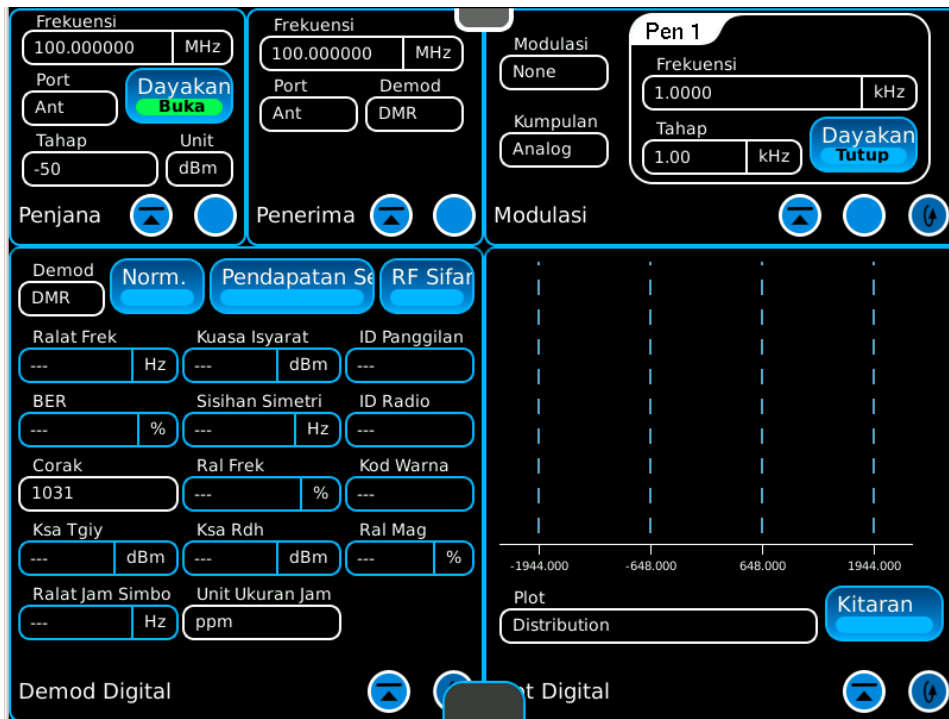 Frekuensi
100.000000 MHz
Port
Ant
Dayakan
Buka
Tahap
-50
Unit
dBm
Penjana
Frekuensi
100.000000 MHz
Port
Ant
Demod
DMR
Penerima
Modulasi
None
Kumpulan
Analog
Pen 1
Frekuensi
1.0000 kHz
Tahap
1.00 kHz
Dayakan
Tutup
Modulasi
Demod
DMR
Norm.
Pendapatan Se
RF Sifar
Ralat Frek
--- Hz
Kuasa Isyarat
--- dBm
ID Panggilan
---
BER
--- %
Sisihan Simetri
--- Hz
ID Radio
---
Corak
1031
Ral Frek
--- %
Kod Warna
---
Ksa Tgiy
--- dBm
Ksa Rdh
--- dBm
Ral Mag
--- %
Ralat Jam Simbo
--- Hz
Unit Ukuran Jam
ppm
Demod Digital
-1944.000 -648.000 648.000 1944.000
Plot
Distribution
Kitaran
Digital